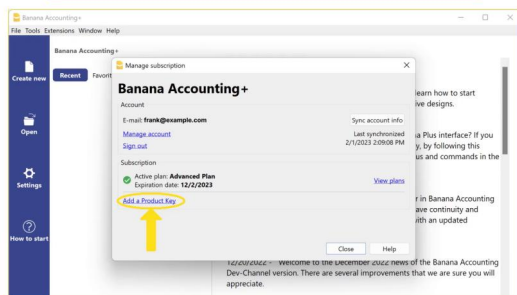 Banana Accounting+
File Tools Extensions Window Help
Banana Accounting+
Create new
Recent
Favorit
Open
Settings
How to start
Manage subscription
Banana Accounting+
Account
E-mail: frank@example.com
Sync account info
Manage account
Last synchronized
Sign out
2/1/2023 2:09:08 PM
Subscription
Active plan: Advanced Plan
Expiration date: 12/2/2023
View plans
Add a Product Key
Close
Help
learn how to start
ive designs.
a Plus interface? If you
y, by following this
us and commands in the
r in Banana Accounting
ave continuity and
ith an updated
12/20/2022 - Welcome to the December 2022 news of the Banana Accounting
Dev-Channel version. There are several improvements that we are sure you will
appreciate.